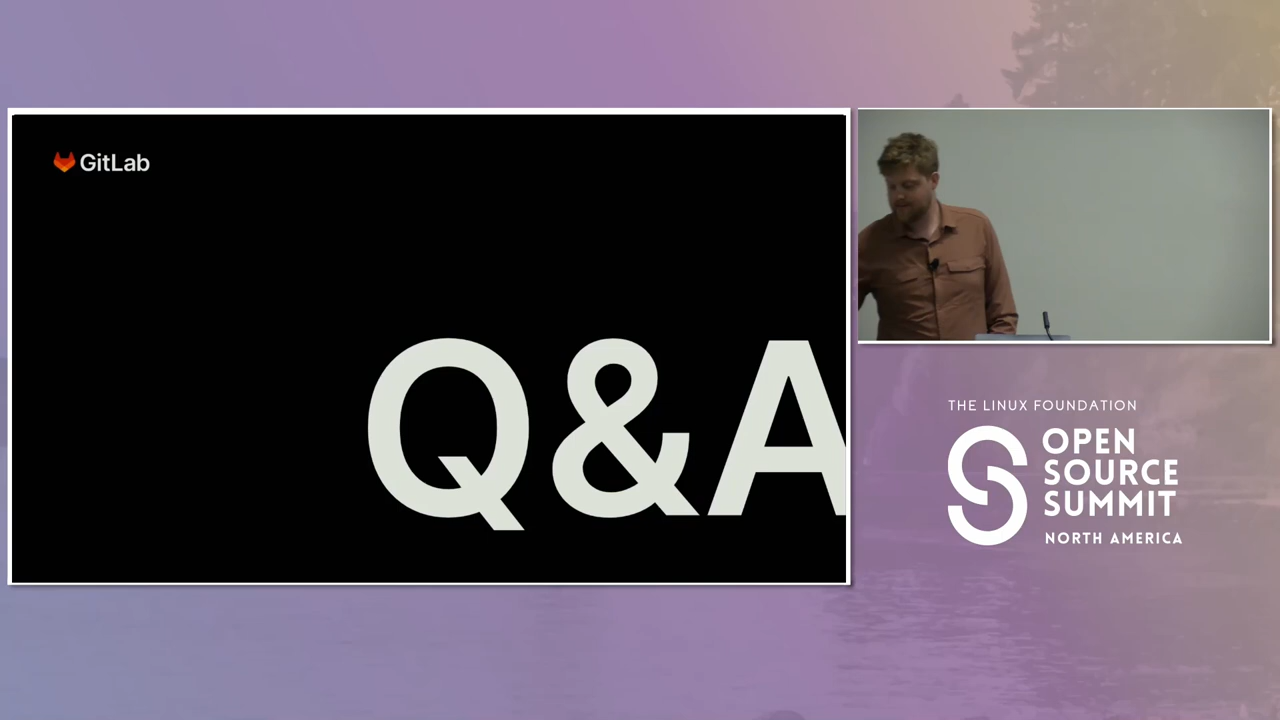 GitLab
Q&A
THE LINUX FOUNDATION
OPEN
SOURCE
SUMMIT
NORTH AMERICA